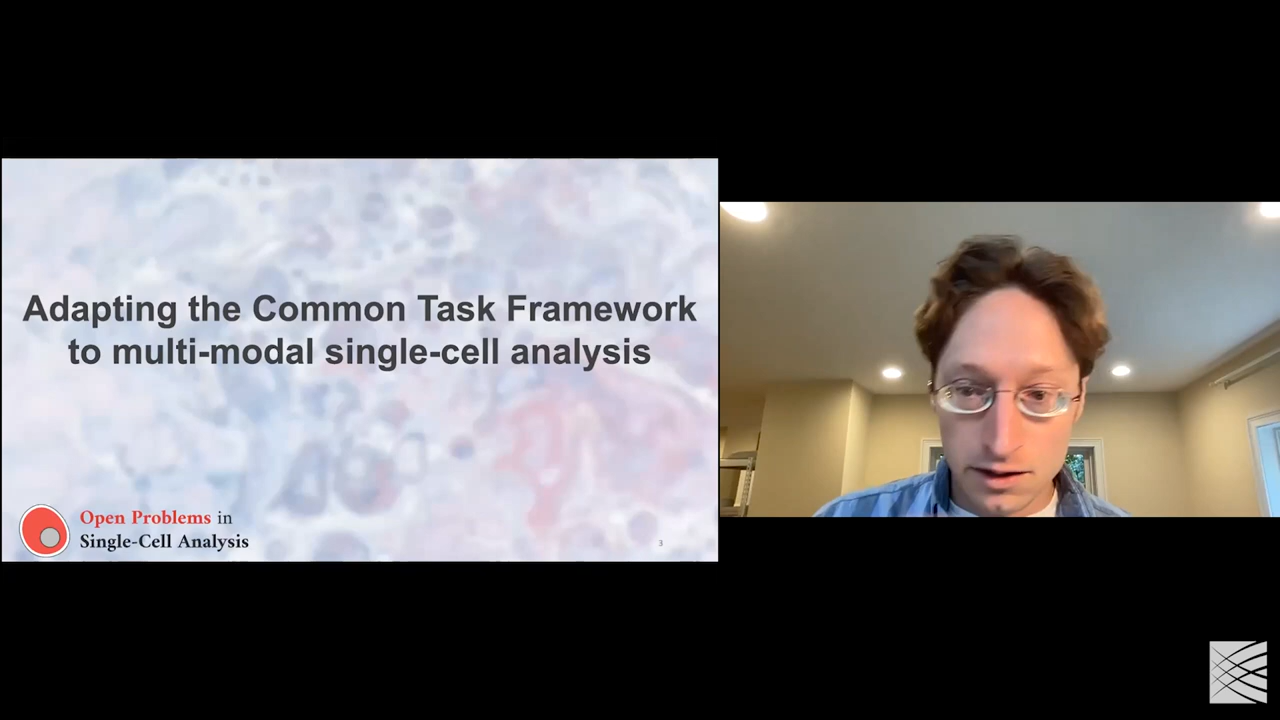 Adapting the Common Task Framework
to multi-modal single-cell analysis
Open Problems in
Single-Cell Analysis
3